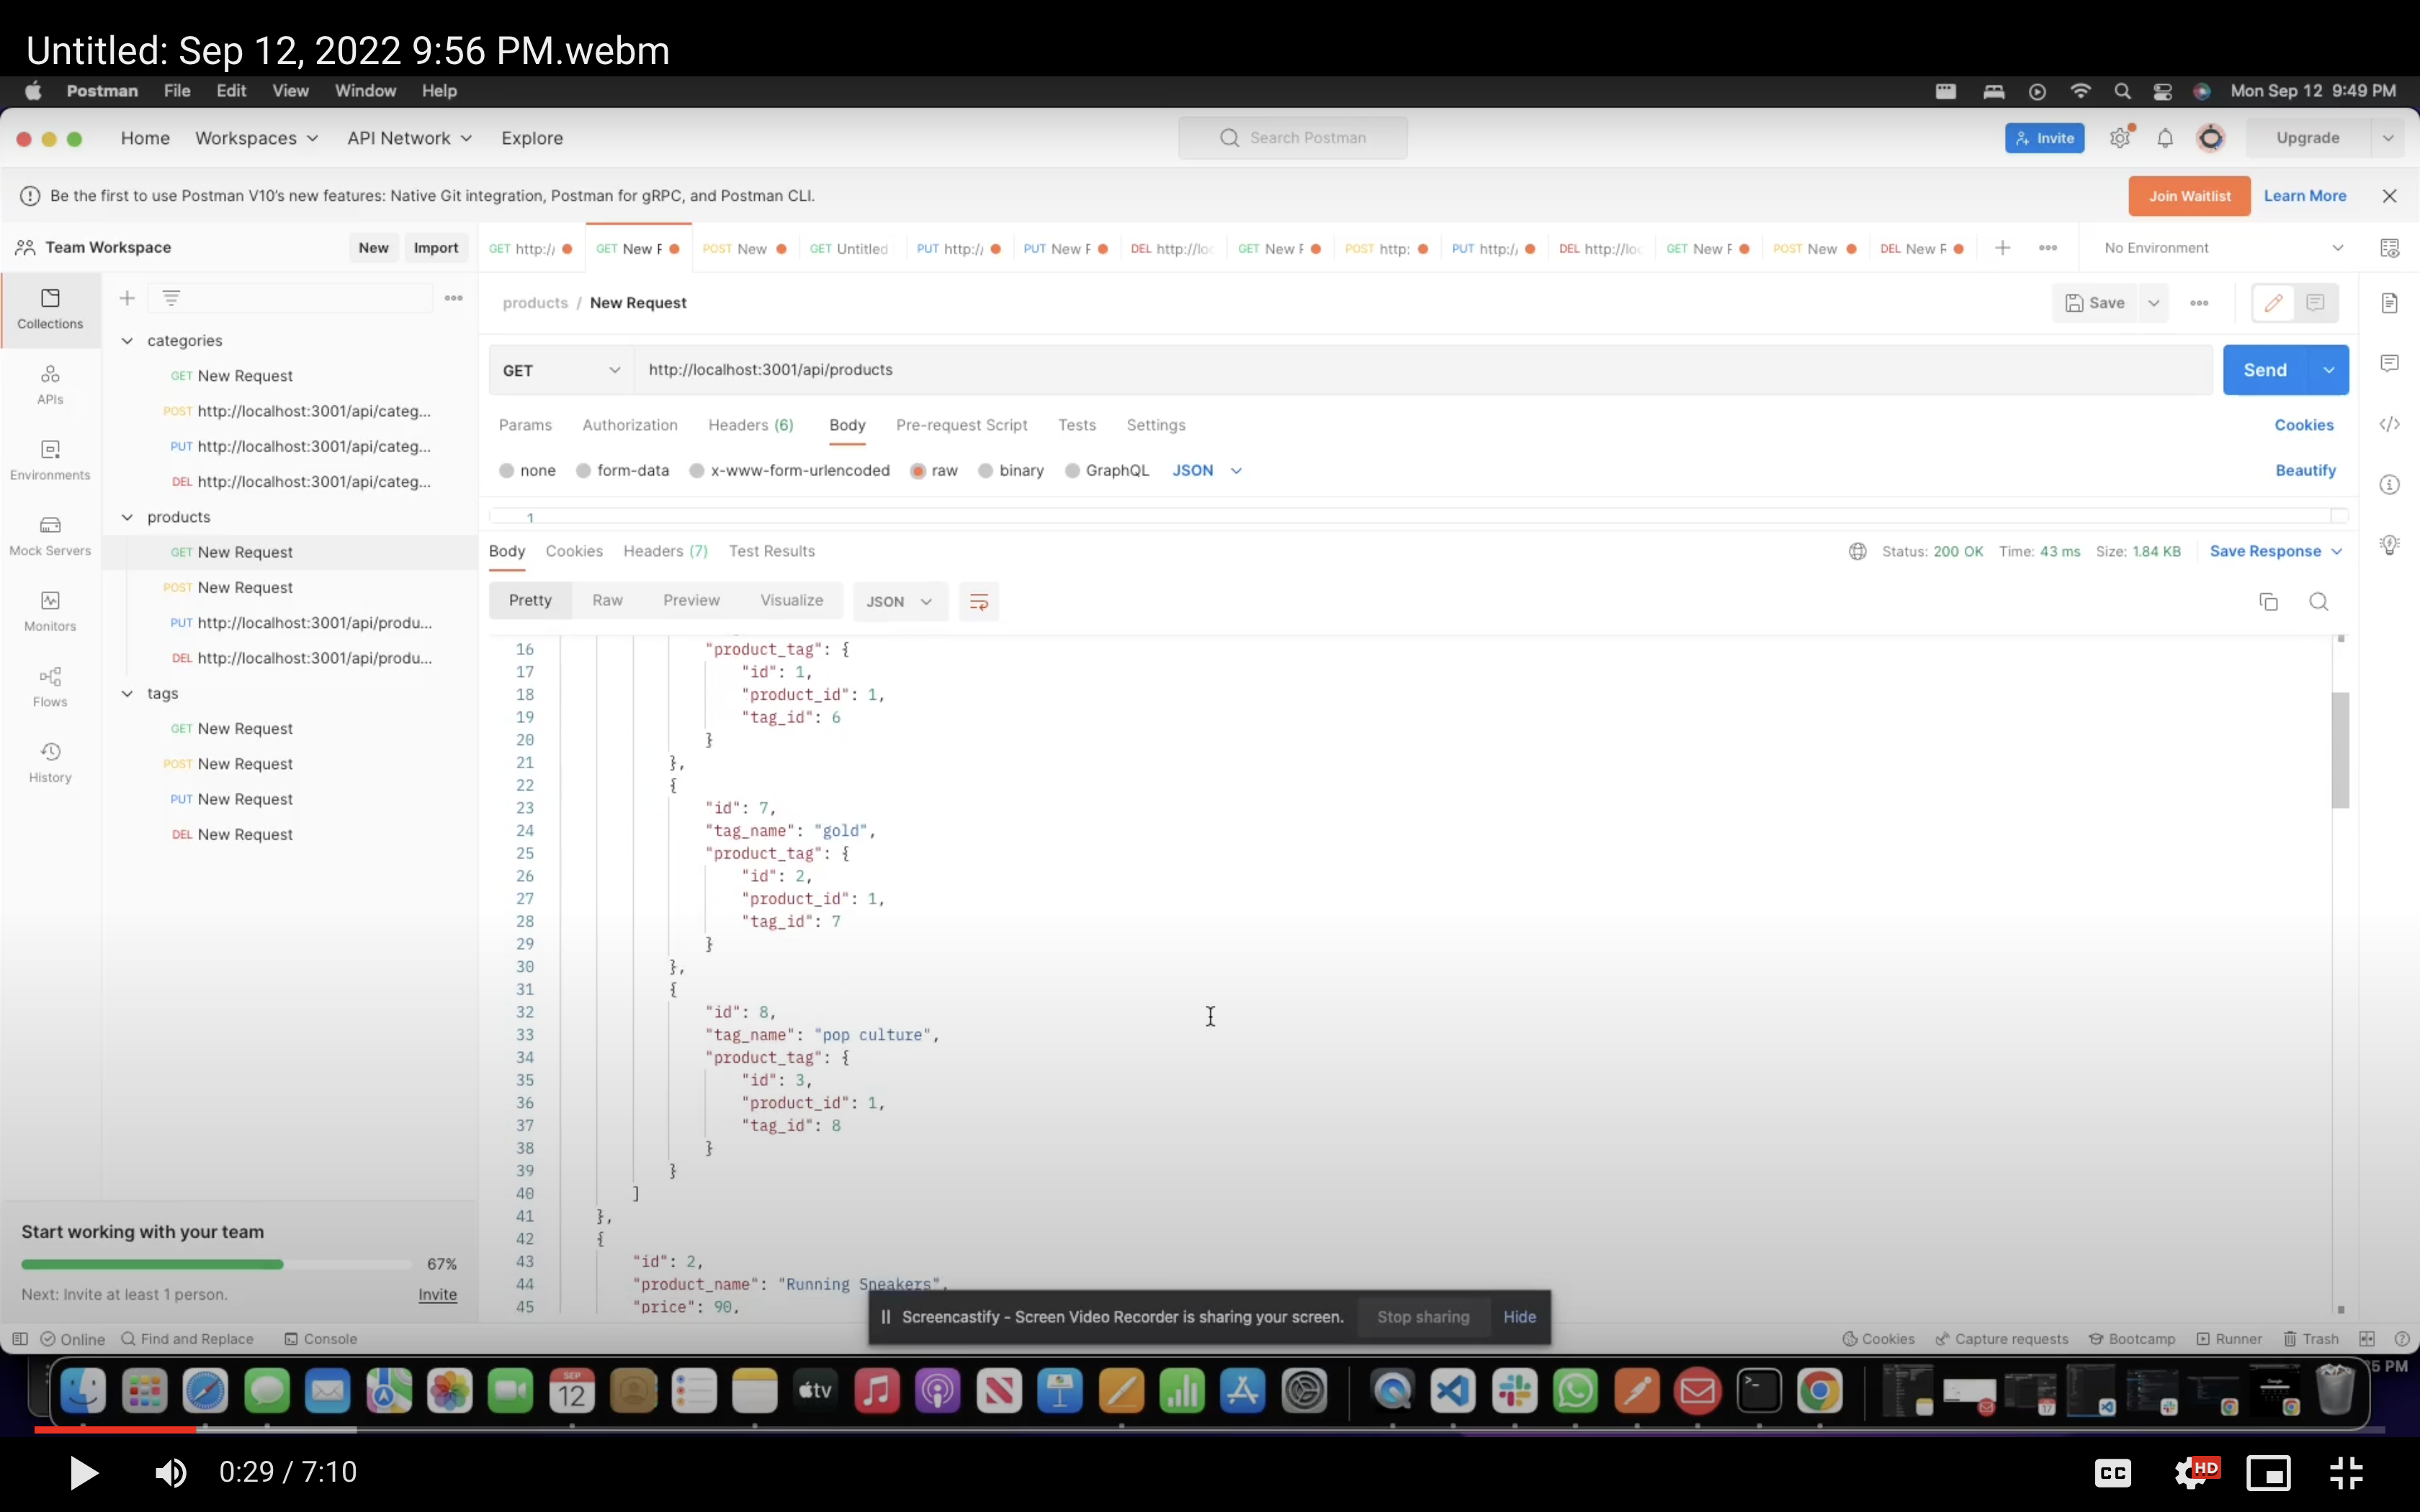 Untitled: Sep 12, 2022 9:56 PM.webm
Postman File Edit View Window Help Mon Sep 12 9:49 PM
Home Workspaces API Network Explore Search Postman Invite Upgrade
Be the first to use Postman V10's new features: Native Git integration, Postman for gRPC, and Postman CLI. Join Waitlist Learn More
Team Workspace New Import GET http:// GET New F POST New GET Untitled PUT http:// PUT New F DEL http://loc GET New F POST http: PUT http:// DEL http://loc GET New F POST New DEL New F No Environment
Collections
APIs
Environments
Mock Servers
Monitors
Flows
History
categories
GET New Request
POST http://localhost:3001/api/categ...
PUT http://localhost:3001/api/categ...
DEL http://localhost:3001/api/categ...
products
GET New Request
POST New Request
PUT http://localhost:3001/api/produ...
DEL http://localhost:3001/api/produ...
tags
GET New Request
POST New Request
PUT New Request
DEL New Request
Start working with your team
67%
Next: Invite at least 1 person. Invite
products / New Request Save
GET http://localhost:3001/api/products Send
Params Authorization Headers (6) Body Pre-request Script Tests Settings Cookies
none form-data x-www-form-urlencoded raw binary GraphQL JSON Beautify
1
Body Cookies Headers (7) Test Results Status: 200 OK Time: 43 ms Size: 1.84 KB Save Response
Pretty Raw Preview Visualize JSON
16 "product_tag": {
17 "id": 1,
18 "product_id": 1,
19 "tag_id": 6
20 }
21 },
22 {
23 "id": 7,
24 "tag_name": "gold",
25 "product_tag": {
26 "id": 2,
27 "product_id": 1,
28 "tag_id": 7
29 }
30 },
31 {
32 "id": 8,
33 "tag_name": "pop culture",
34 "product_tag": {
35 "id": 3,
36 "product_id": 1,
37 "tag_id": 8
38 }
39 }
40 ]
41 },
42 {
43 "id": 2,
44 "product_name": "Running Sneakers",
45 "price": 90,
Screencastify - Screen Video Recorder is sharing your screen. Stop sharing Hide
Online Find and Replace Console Cookies Capture requests Bootcamp Runner Trash
SEP
12
tv
5 PM
0:29 / 7:10
CC HD